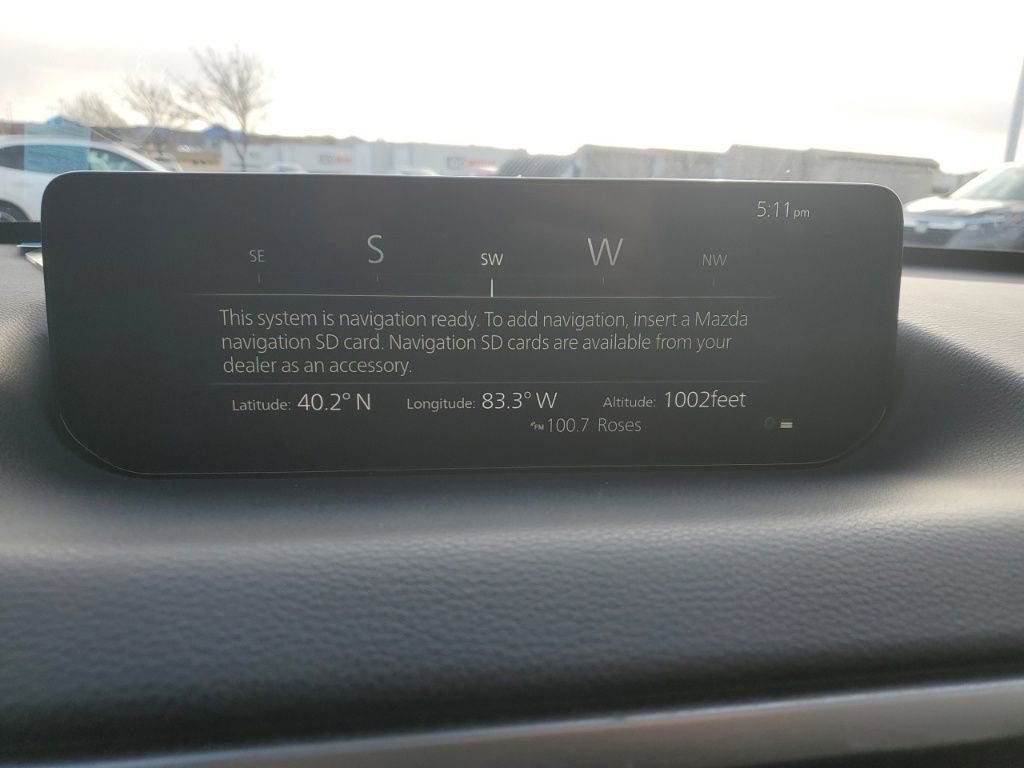 5:11pm
SE S SW W NW
This system is navigation ready. To add navigation, insert a Mazda
navigation SD card. Navigation SD cards are available from your
dealer as an accessory.
Latitude: 40.2° N Longitude: 83.3° W Altitude: 1002feet
FM 100.7 Roses